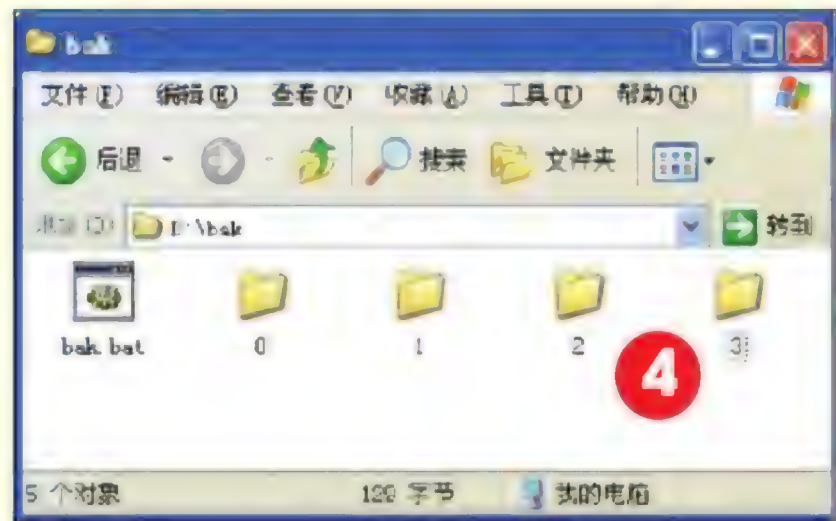 bak
文件(F) 编辑(E) 查看(V) 收藏(A) 工具(T) 帮助(H)
后退 搜索 文件夹
地址(D) \bak 转到
bak.bat 0 1 2 3
4
5 个对象 字节 我的电脑